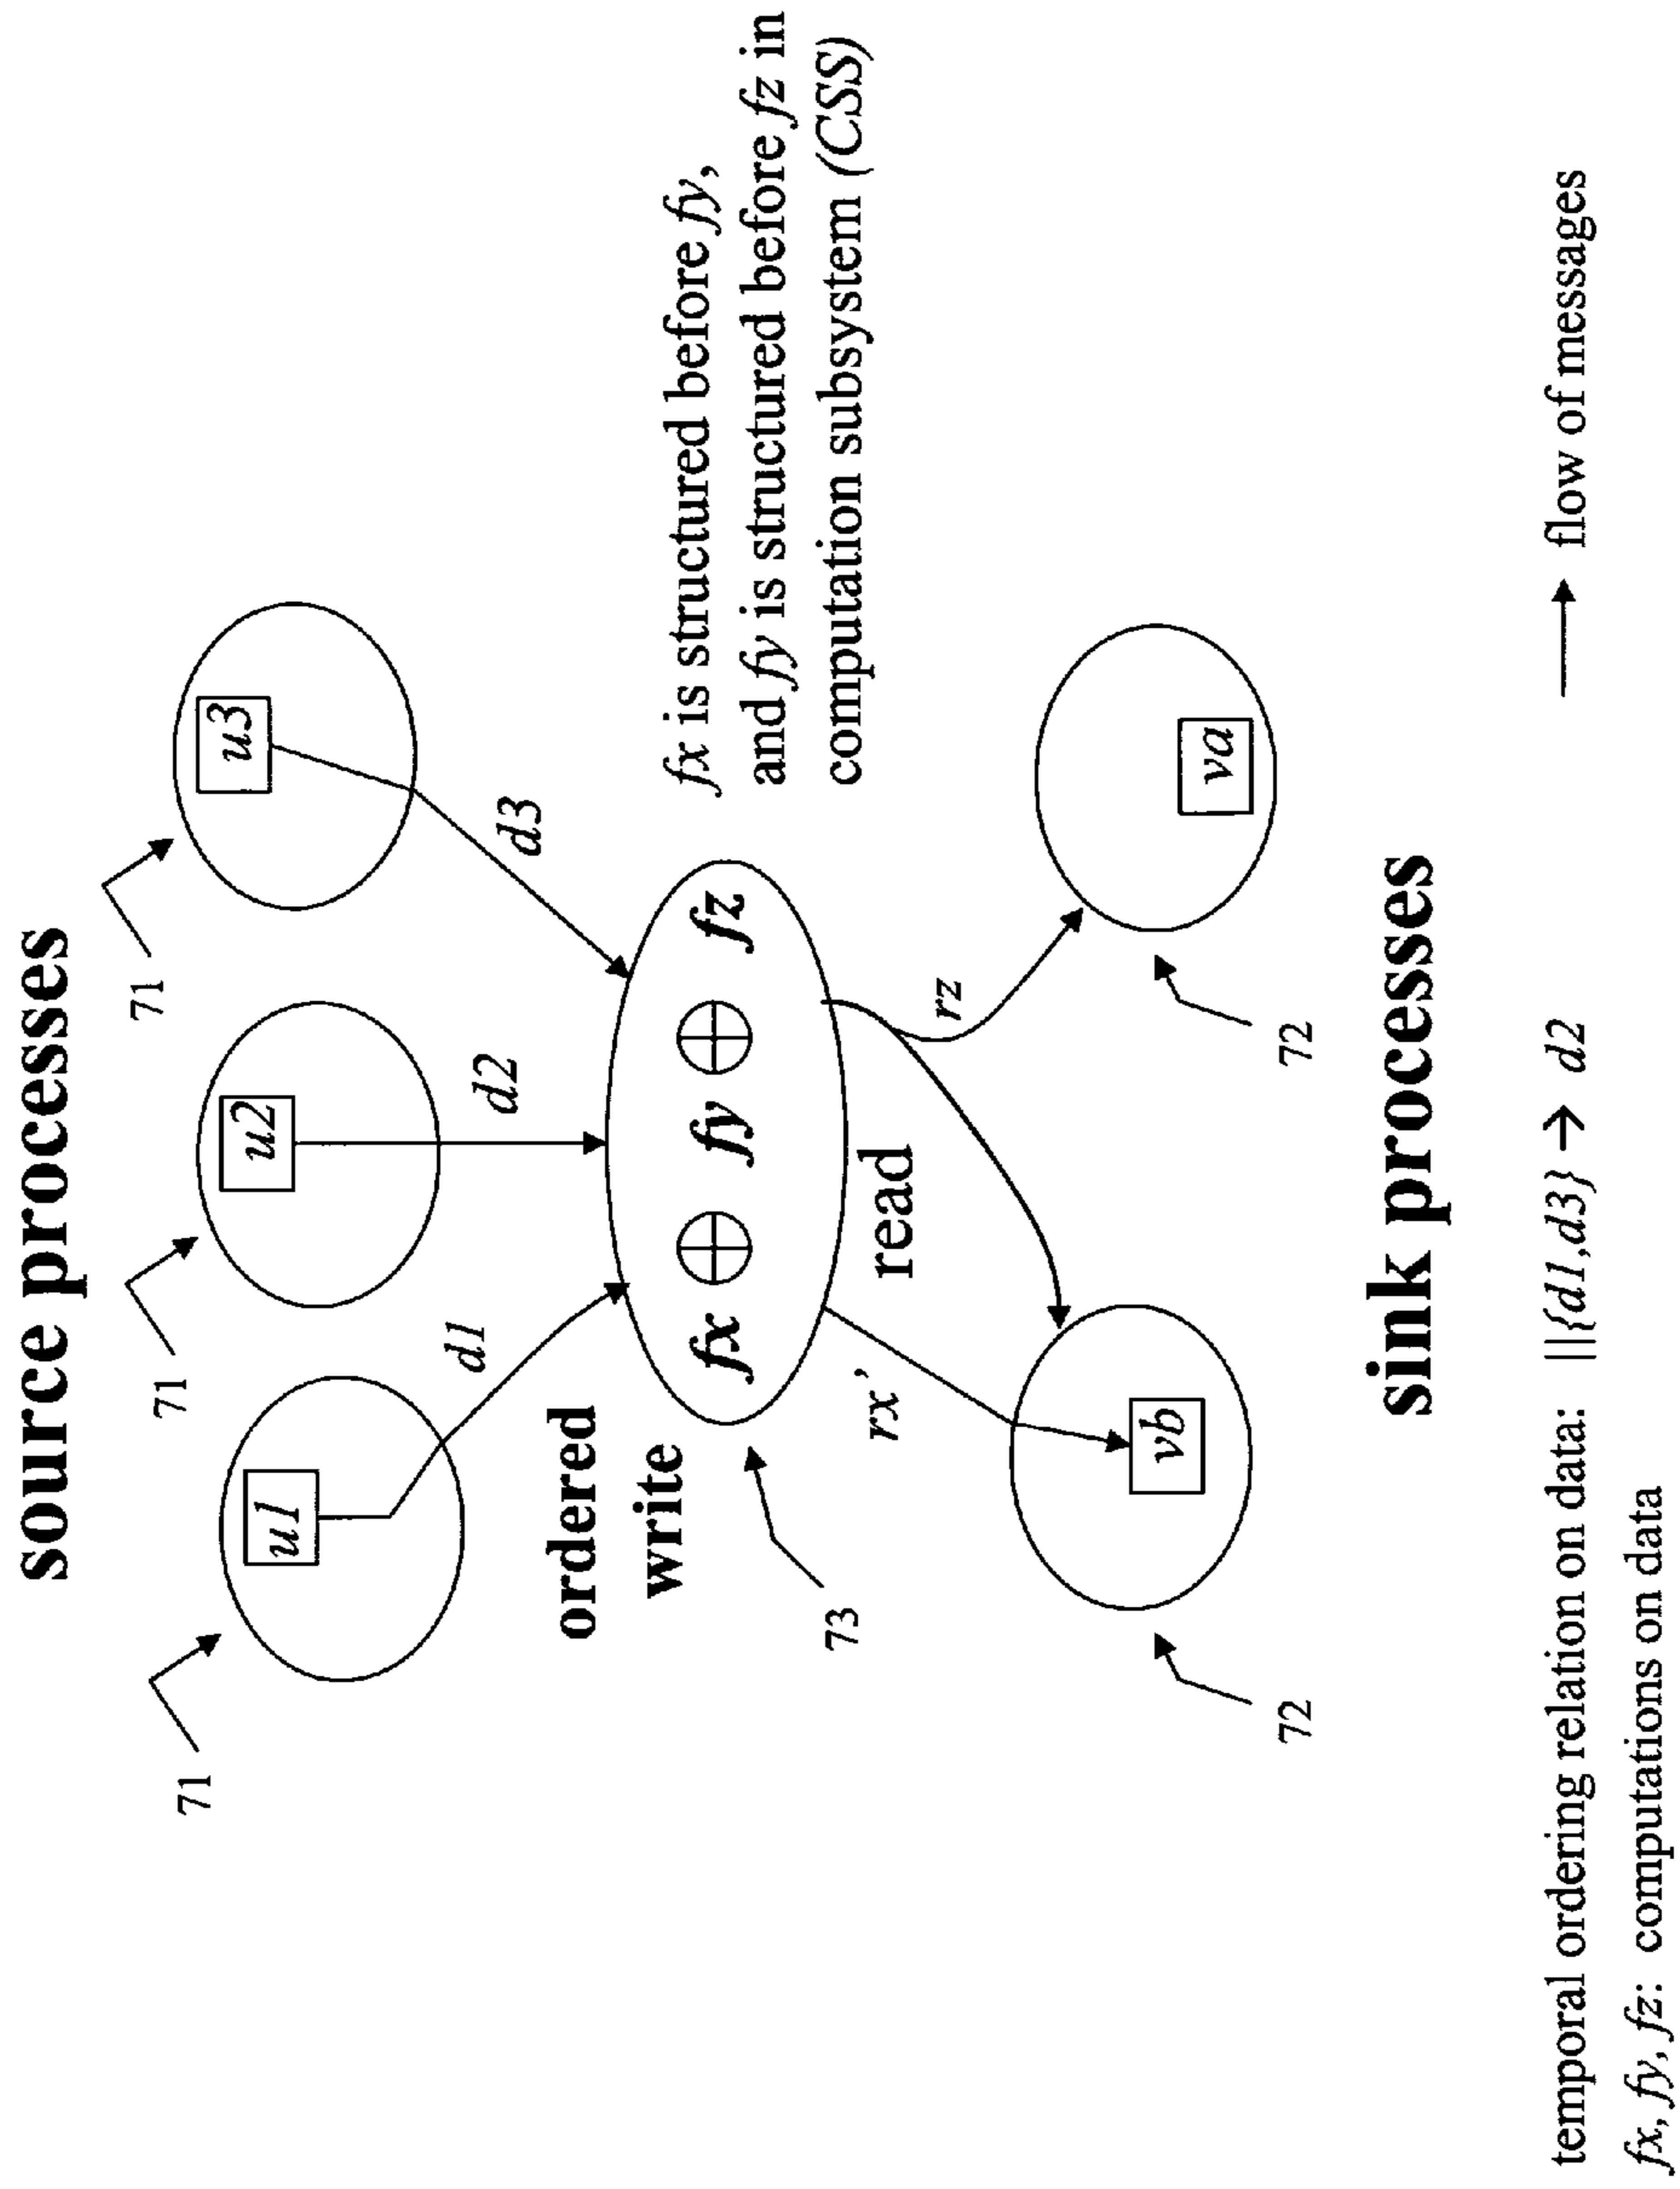 source processes
71
71
71
u1
u2
u3
d1
d2
d3
ordered
write
fx is structured before fy,
and fy is structured before fz in
computation subsystem (CSS)
fx ⊕ fy ⊕ fz
73
read
rx’
rz
vb
va
72
72
sink processes
temporal ordering relation on data: ||{d1,d3} → d2
→ flow of messages
fx, fy, fz: computations on data